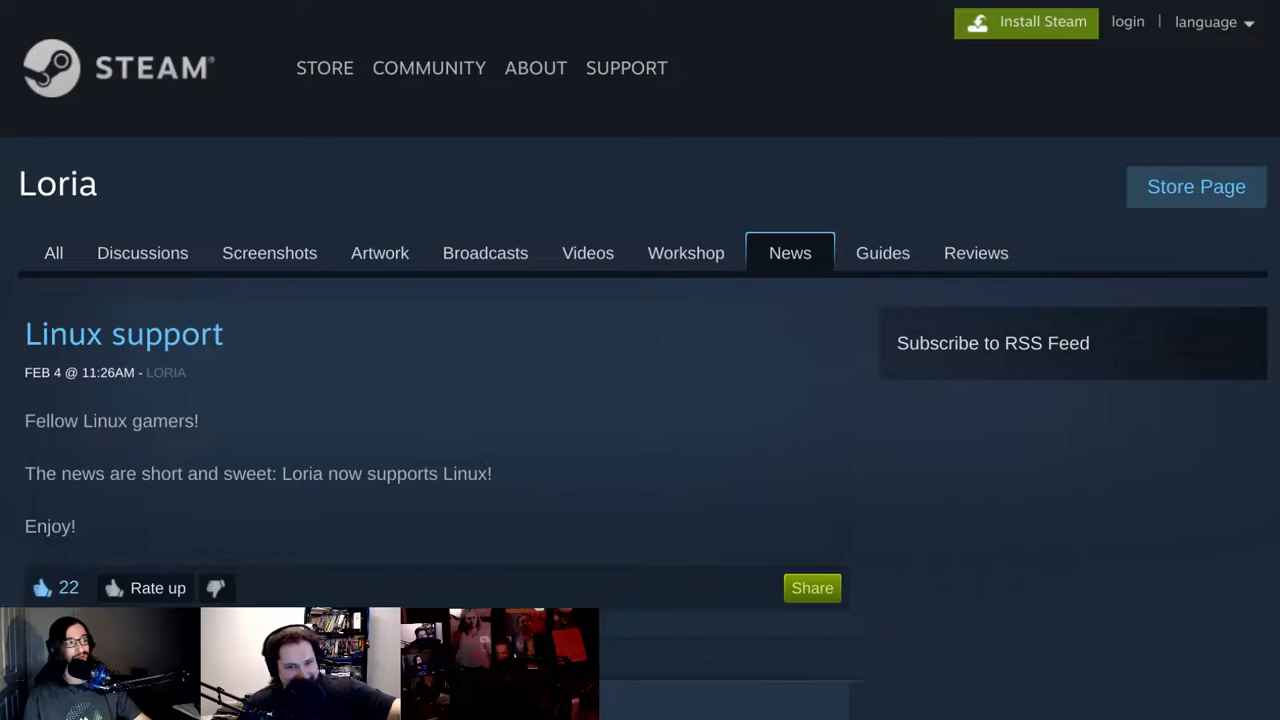 Install Steam
login
language
STEAM®
STORE
COMMUNITY
ABOUT
SUPPORT
Loria
Store Page
All
Discussions
Screenshots
Artwork
Broadcasts
Videos
Workshop
News
Guides
Reviews
Linux support
FEB 4 @ 11:26AM - LORIA
Subscribe to RSS Feed
Fellow Linux gamers!
The news are short and sweet: Loria now supports Linux!
Enjoy!
22
Rate up
Share